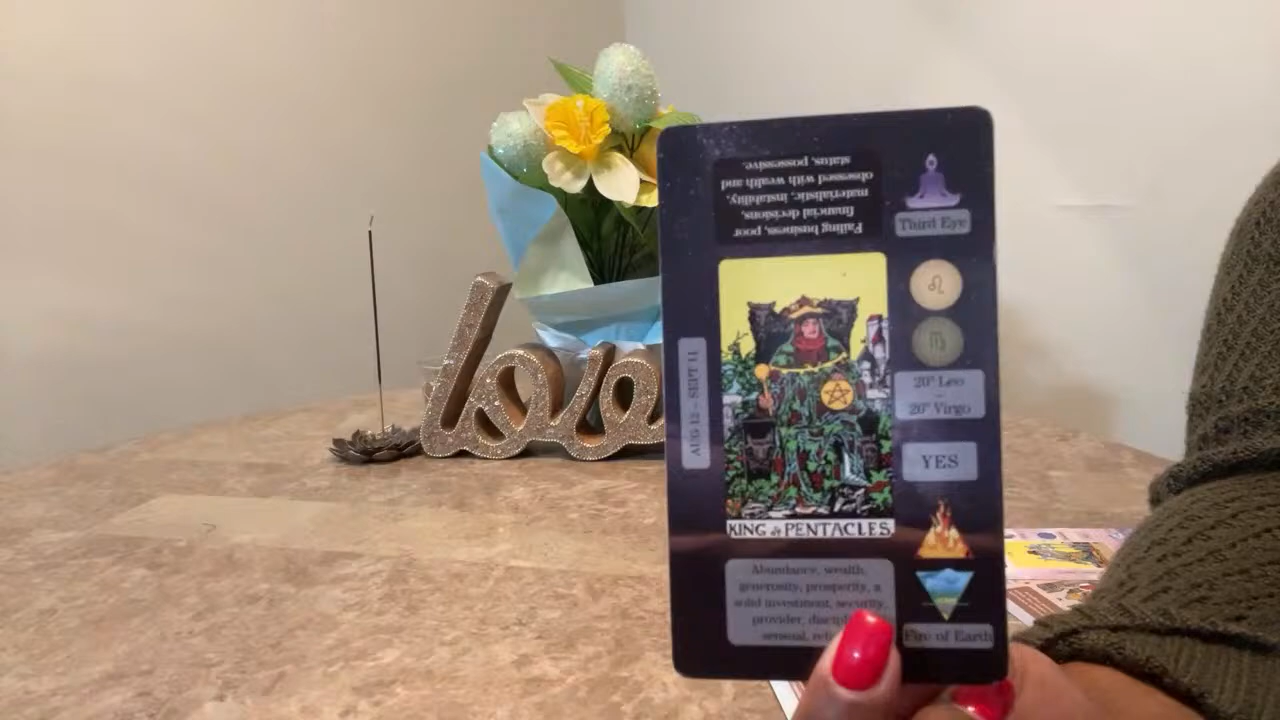 Failing business, poor
financial decisions,
materialistic, instability,
obsessed with wealth and
status, possessive.
Third Eye
♌
♍
20° Leo
–
20° Virgo
AUG 12 - SEPT 11
YES
KING of PENTACLES
Abundance, wealth,
generosity, prosperity, a
solid investment, security,
provider,
sensual,
Fire of Earth
love